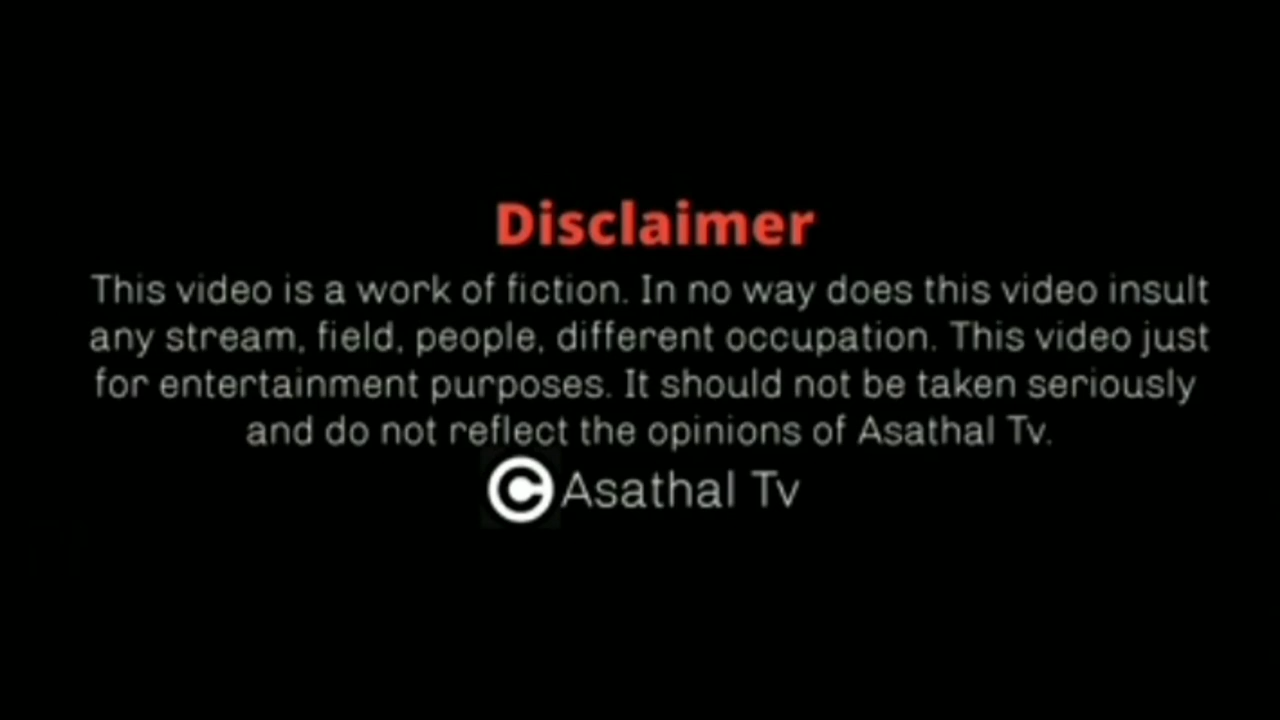 Disclaimer
This video is a work of fiction. In no way does this video insult
any stream, field, people, different occupation. This video just
for entertainment purposes. It should not be taken seriously
and do not reflect the opinions of Asathal Tv.
© Asathal Tv